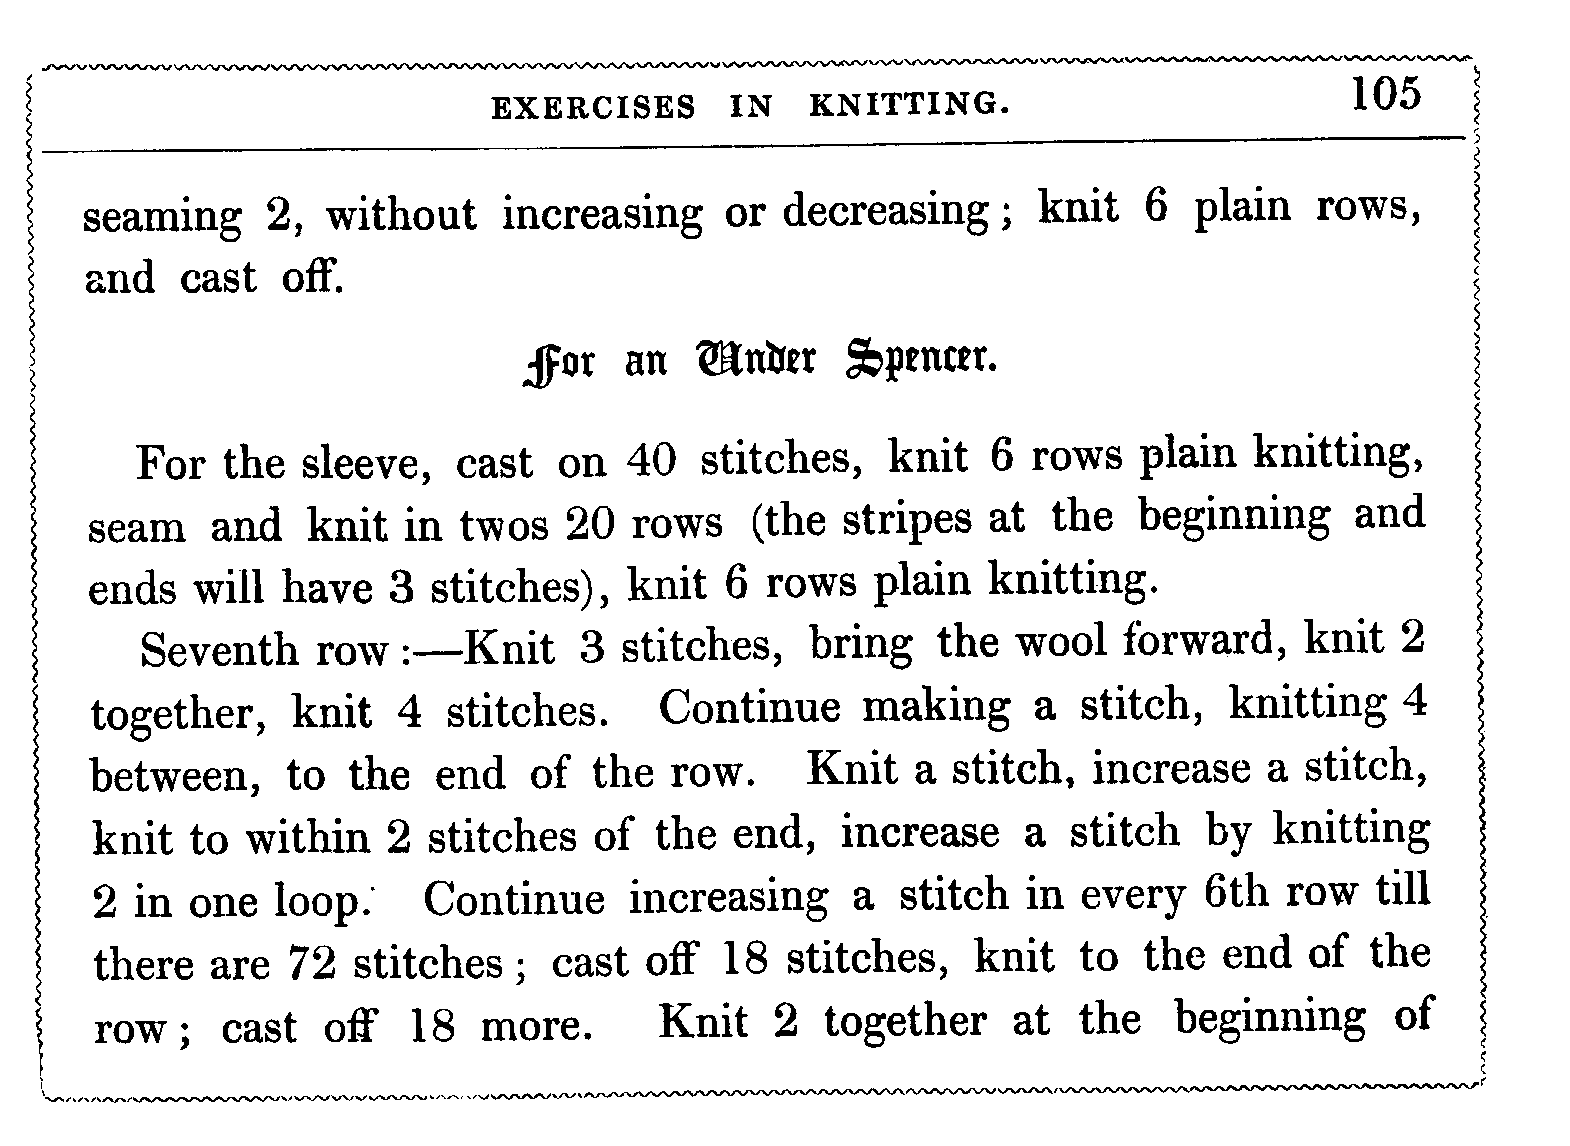 EXERCISES IN KNITTING. 105
seaming 2, without increasing or decreasing; knit 6 plain rows,
and cast off.
For an Under Spencer.
For the sleeve, cast on 40 stitches, knit 6 rows plain knitting,
seam and knit in twos 20 rows (the stripes at the beginning and
ends will have 3 stitches), knit 6 rows plain knitting.
Seventh row:—Knit 3 stitches, bring the wool forward, knit 2
together, knit 4 stitches. Continue making a stitch, knitting 4
between, to the end of the row. Knit a stitch, increase a stitch,
knit to within 2 stitches of the end, increase a stitch by knitting
2 in one loop. Continue increasing a stitch in every 6th row till
there are 72 stitches; cast off 18 stitches, knit to the end of the
row; cast off 18 more. Knit 2 together at the beginning of